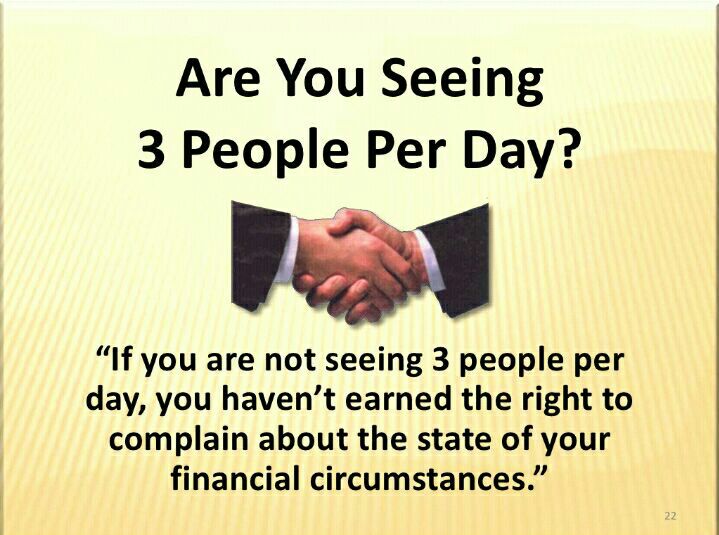 Are You Seeing
3 People Per Day?
“If you are not seeing 3 people per
day, you haven’t earned the right to
complain about the state of your
financial circumstances.”
22